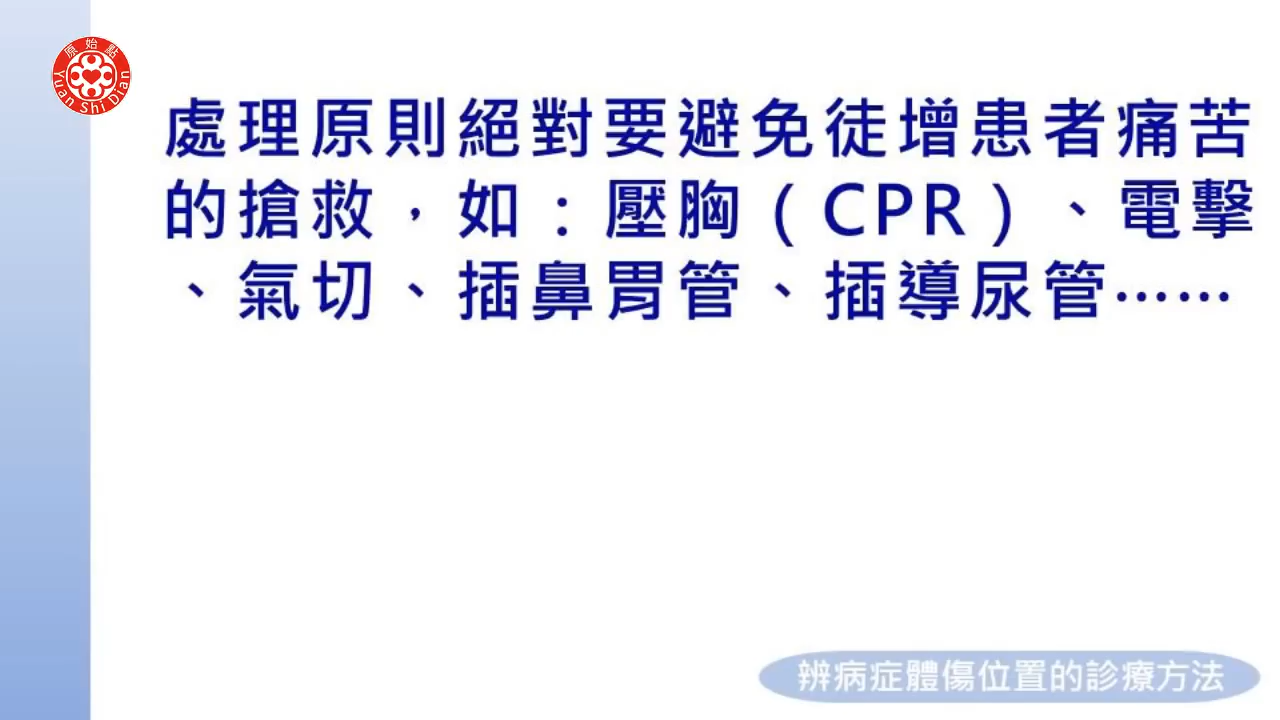 原始點
Yuan Shi Dian
處理原則絕對要避免徒增患者痛苦
的搶救，如：壓胸（CPR）、電擊
、氣切、插鼻胃管、插導尿管⋯⋯
辨病症體傷位置的診療方法